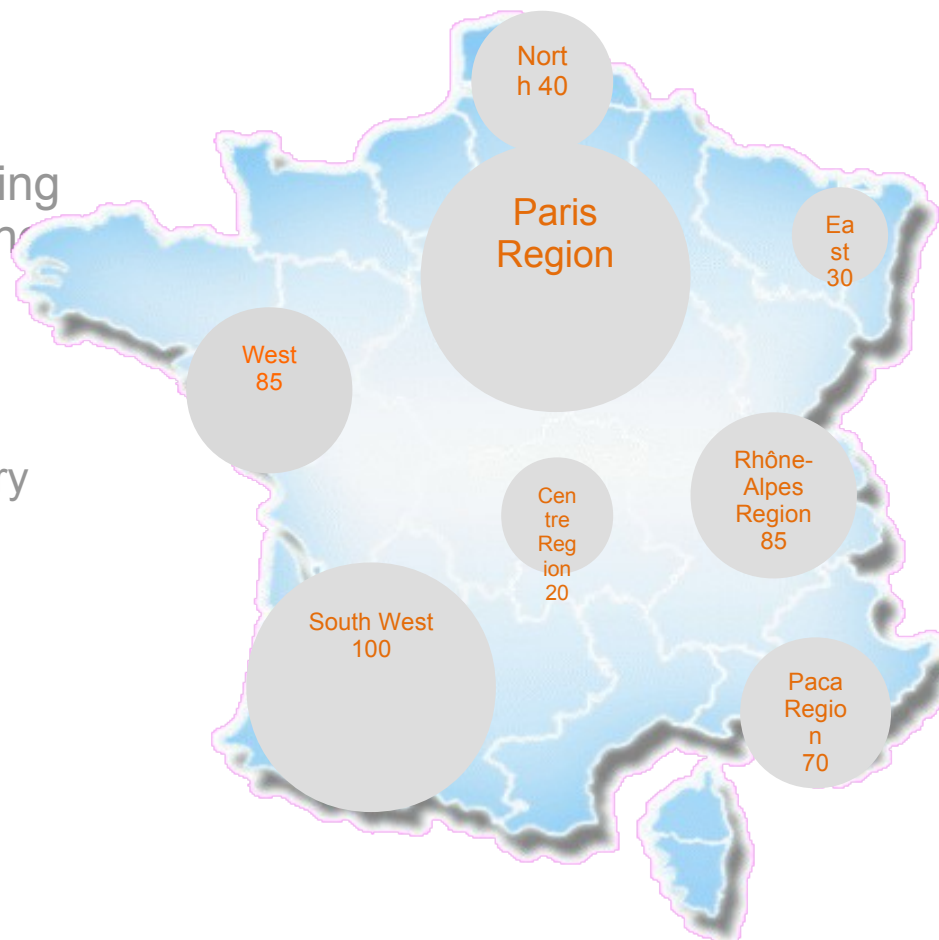 Nort
h 40
Paris
Region
Ea
st
30
West
85
ry
Rhône-
Alpes
Region
85
Cen
tre
Reg
ion
20
South West
100
Paca
Regio
n
70